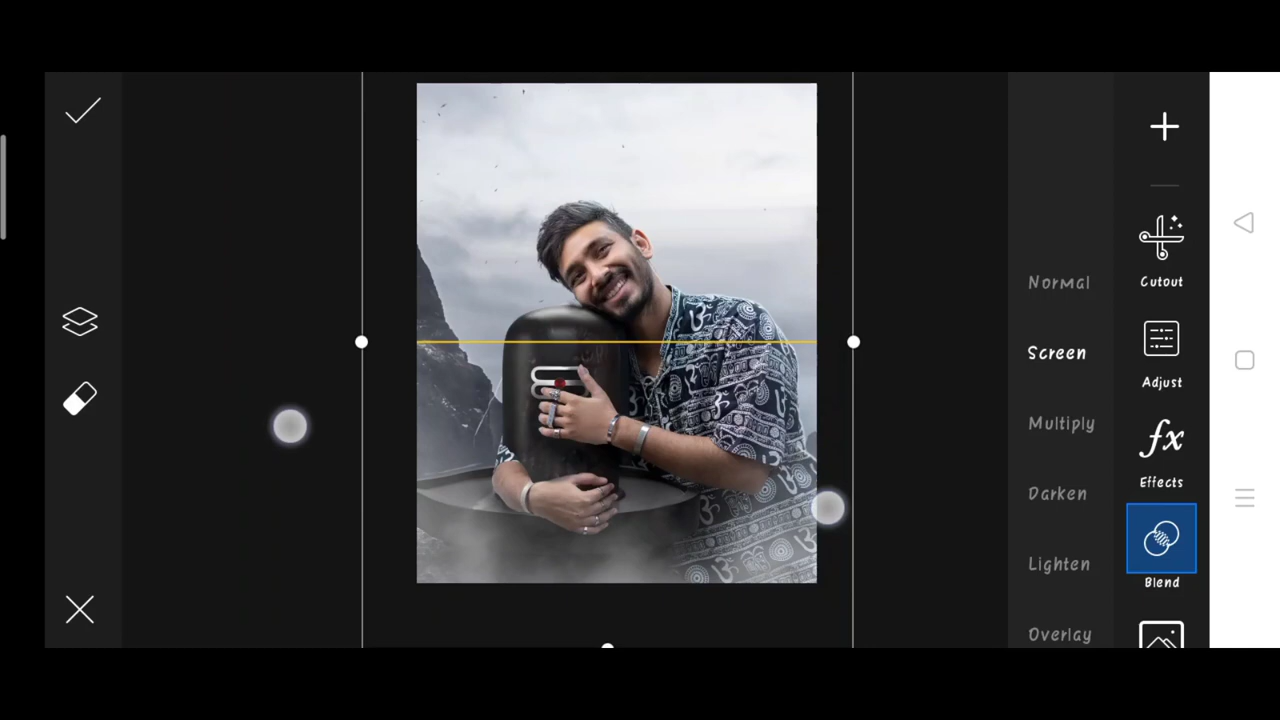 Normal
Screen
Multiply
Darken
Lighten
Overlay
Cutout
Adjust
fx
Effects
Blend